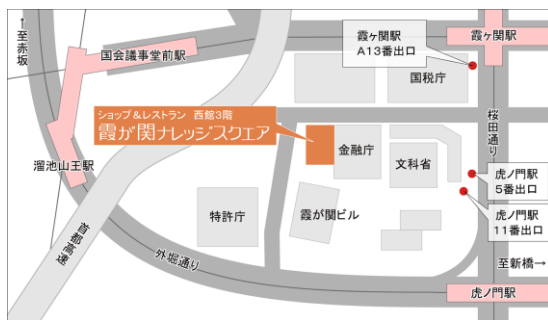 ↑至赤坂
国会議事堂前駅
霞ヶ関駅
A13番出口
霞ヶ関駅
国税庁
桜田通り
ショップ&レストラン 西館3階
霞が関ナレッジスクエア
金融庁
文科省
溜池山王駅
虎ノ門駅
5番出口
特許庁
霞が関ビル
虎ノ門駅
11番出口
首都高速
外堀通り
至新橋→
虎ノ門駅